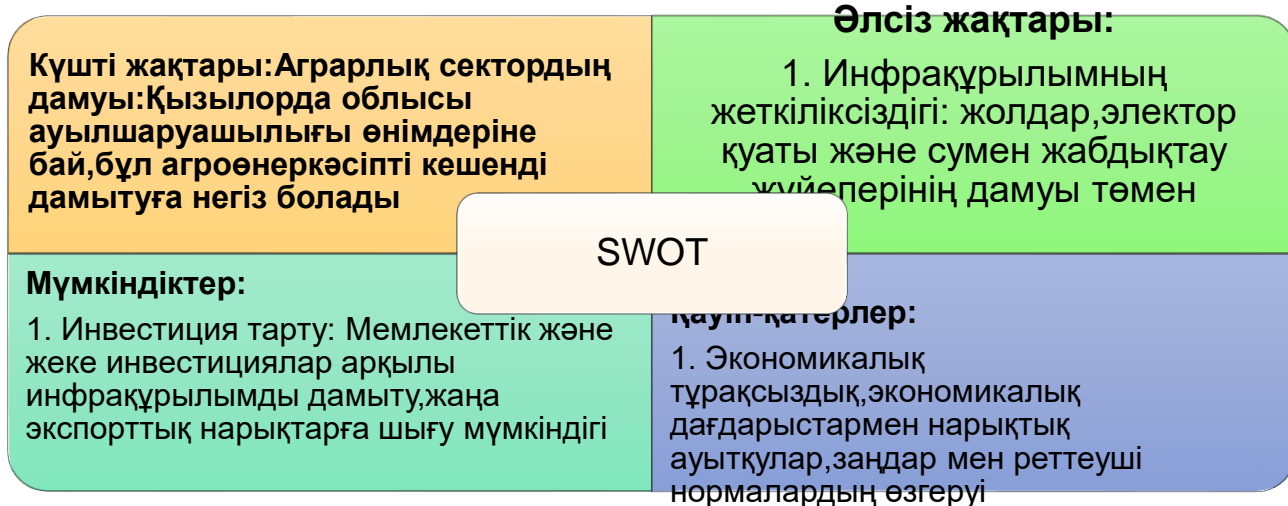 Күшті жақтары:Аграрлық сектордың
дамуы:Қызылорда облысы
ауылшаруашылығы өнімдеріне
бай,бұл агроөнеркәсіпті кешенді
дамытуға негіз болады
Әлсіз жақтары:
1. Инфрақұрылымның
жеткіліксіздігі: жолдар,электор
қуаты және сумен жабдықтау
жүйелерінің дамуы төмен
SWOT
Мүмкіндіктер:
1. Инвестиция тарту: Мемлекеттік және
жеке инвестициялар арқылы
инфрақұрылымды дамыту,жаңа
экспорттық нарықтарға шығу мүмкіндігі
Қауіп-қатерлер:
1. Экономикалық
тұрақсыздық,экономикалық
дағдарыстармен нарықтық
ауытқулар,заңдар мен реттеуші
нормалардың өзгеруі